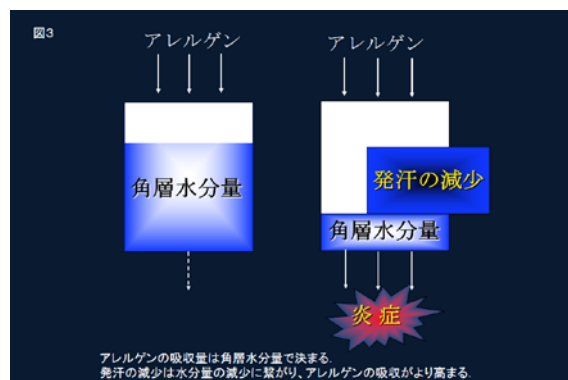 図3
アレルゲン
アレルゲン
角層水分量
発汗の減少
角層水分量
炎症
アレルゲンの吸収量は角層水分量で決まる.
発汗の減少は水分量の減少に繋がり、アレルゲンの吸収がより高まる.